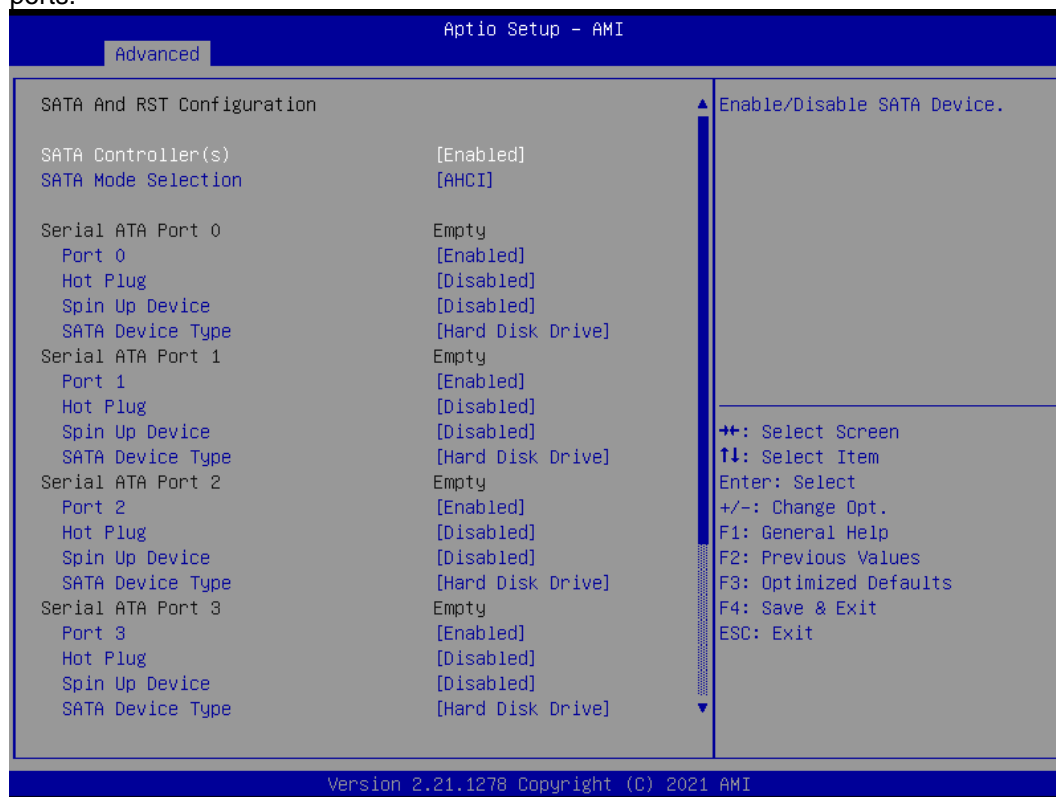 ports.
Aptio Setup – AMI
Advanced
SATA And RST Configuration
SATA Controller(s) [Enabled]
SATA Mode Selection [AHCI]
Serial ATA Port 0 Empty
Port 0 [Enabled]
Hot Plug [Disabled]
Spin Up Device [Disabled]
SATA Device Type [Hard Disk Drive]
Serial ATA Port 1 Empty
Port 1 [Enabled]
Hot Plug [Disabled]
Spin Up Device [Disabled]
SATA Device Type [Hard Disk Drive]
Serial ATA Port 2 Empty
Port 2 [Enabled]
Hot Plug [Disabled]
Spin Up Device [Disabled]
SATA Device Type [Hard Disk Drive]
Serial ATA Port 3 Empty
Port 3 [Enabled]
Hot Plug [Disabled]
Spin Up Device [Disabled]
SATA Device Type [Hard Disk Drive]
Enable/Disable SATA Device.
→←: Select Screen
↑↓: Select Item
Enter: Select
+/-: Change Opt.
F1: General Help
F2: Previous Values
F3: Optimized Defaults
F4: Save & Exit
ESC: Exit
Version 2.21.1278 Copyright (C) 2021 AMI